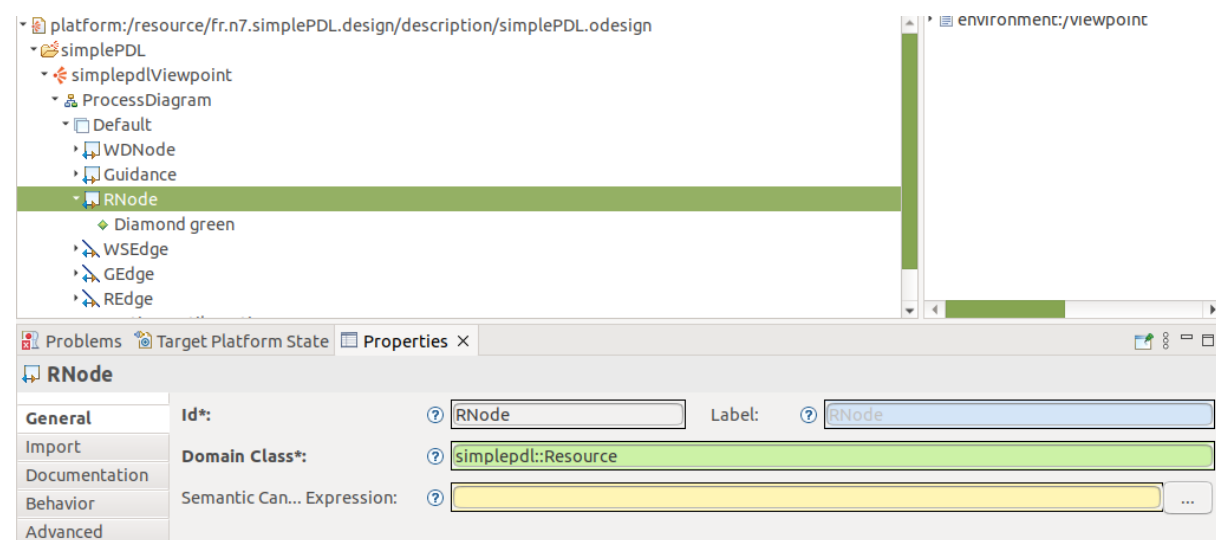 platform:/resource/fr.n7.simplePDL.design/description/simplePDL.odesign
environment:/viewpoint
simplePDL
simplepdlViewpoint
ProcessDiagram
Default
WDNode
Guidance
RNode
Diamond green
WSEdge
GEdge
REdge
Problems Target Platform State Properties
RNode
General Id*: RNode Label: RNode
Import
Domain Class*: simplepdl::Resource
Documentation
Behavior Semantic Can... Expression: ...
Advanced